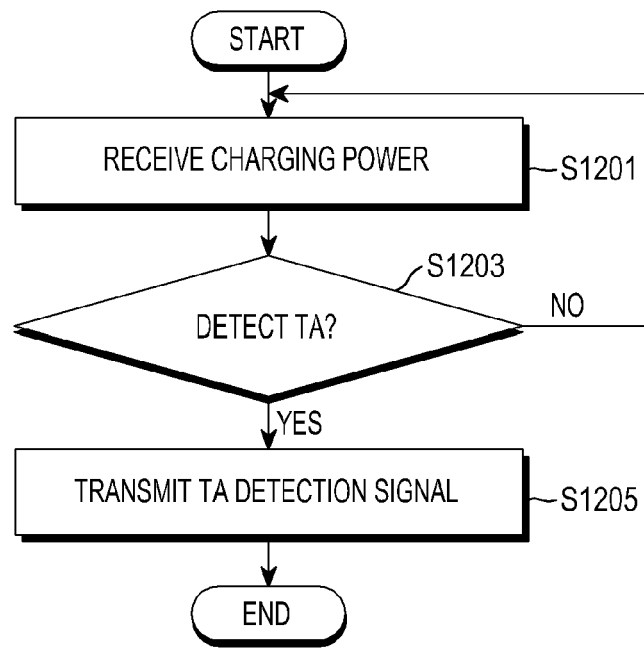 START
RECEIVE CHARGING POWER
S1201
S1203
DETECT TA?
NO
YES
TRANSMIT TA DETECTION SIGNAL
S1205
END